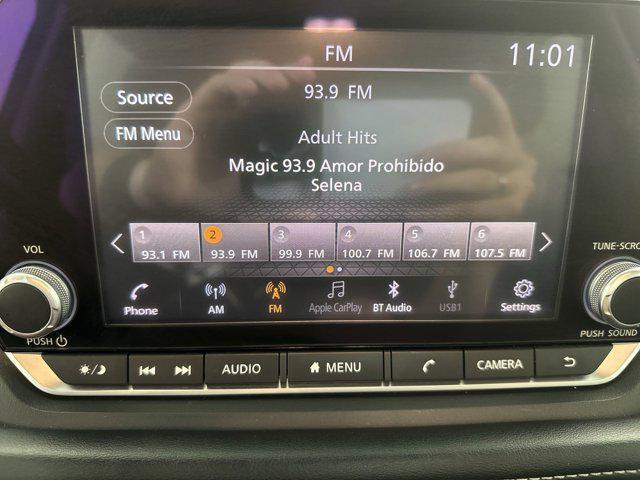 FM
11:01
Source
93.9 FM
FM Menu
Adult Hits
Magic 93.9 Amor Prohibido
Selena
1 2 3 4 5 6
93.1 FM 93.9 FM 99.9 FM 100.7 FM 106.7 FM 107.5 FM
Phone AM FM Apple CarPlay BT Audio USB1 Settings
VOL
TUNE-SCRO
PUSH
PUSH SOUND
AUDIO MENU CAMERA